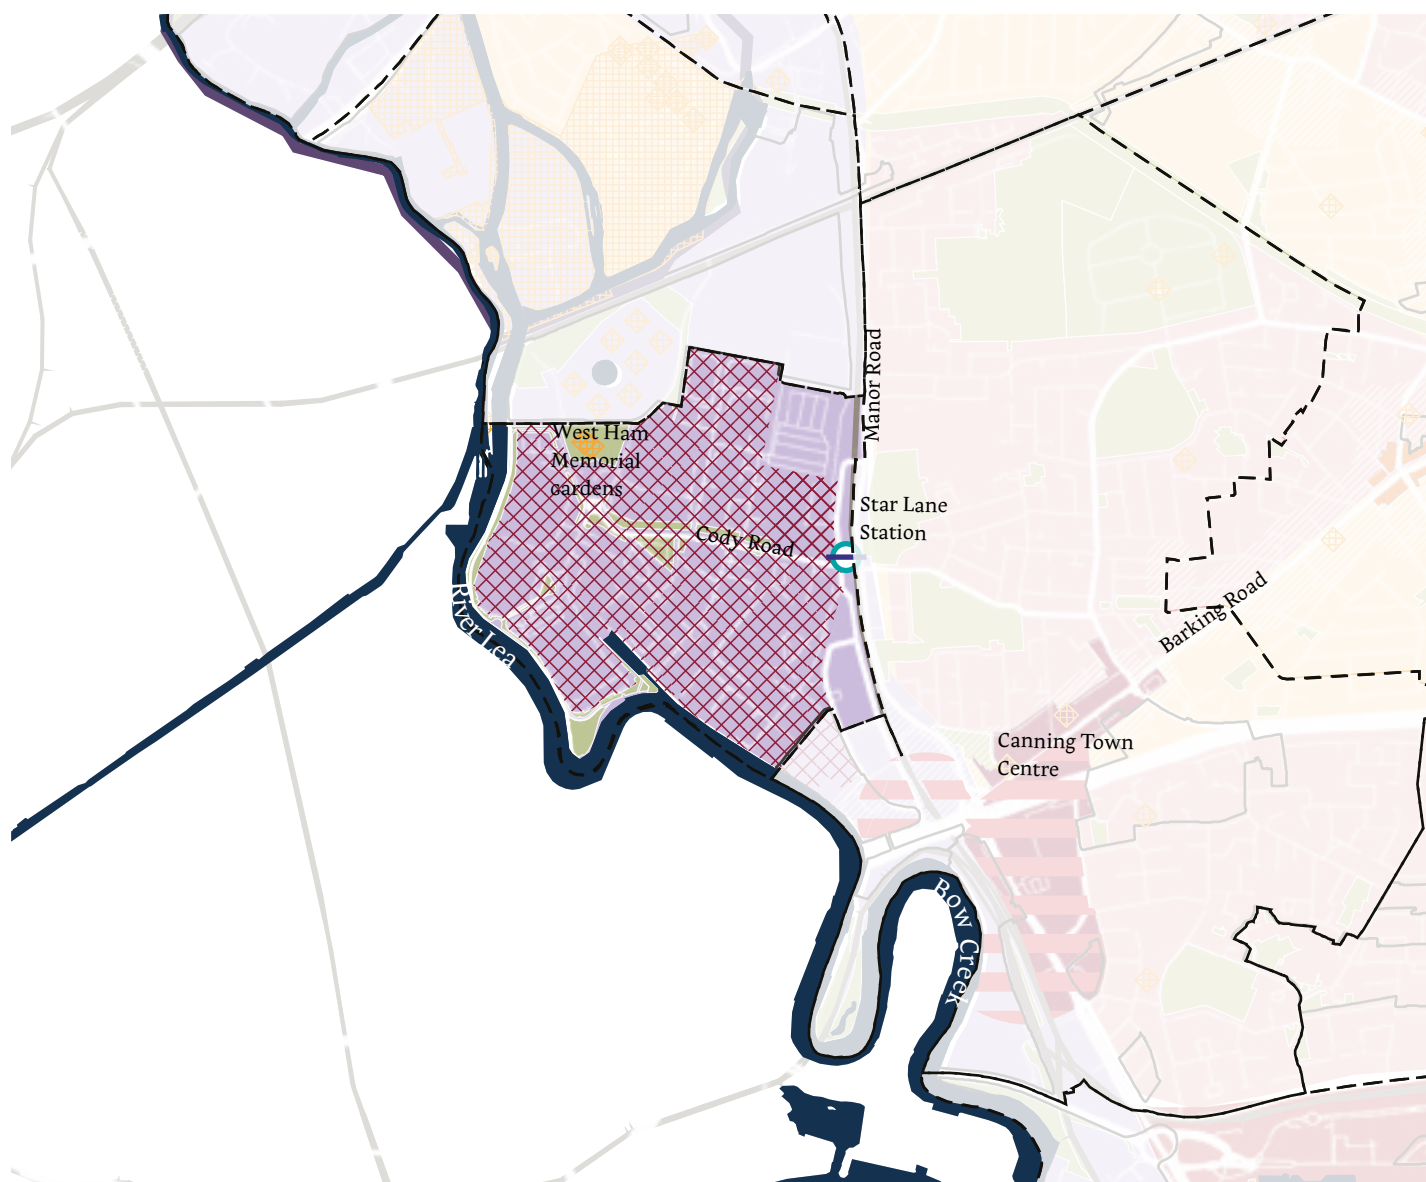 Manor Road
West Ham
Memorial
gardens
Star Lane
Station
Cody Road
River Lea
Barking Road
Canning Town
Centre
Bow Creek